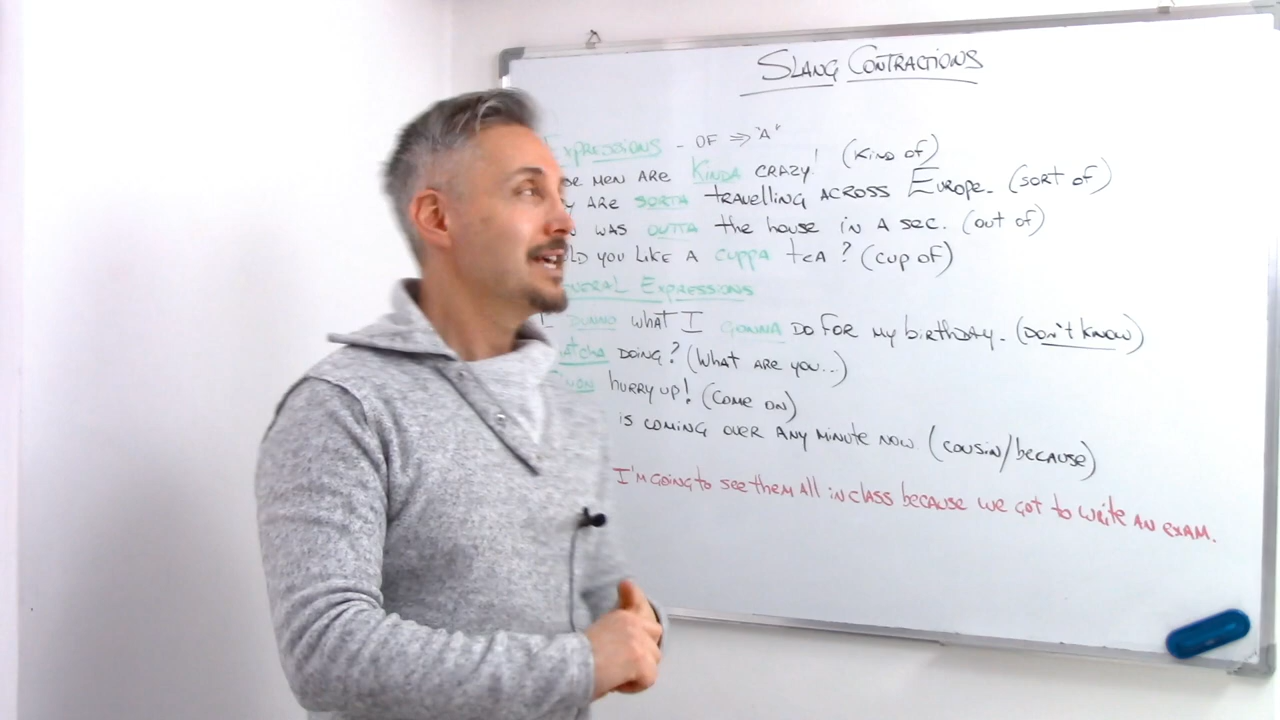 SLANG CONTRACTIONS
EXPRESSIONS - OF ⇒ "A"
MEN ARE KINDA CRAZY! (KIND OF)
ARE SORTA TRAVELLING ACROSS EUROPE. (SORT OF)
WAS OUTTA THE HOUSE IN A SEC. (OUT OF)
YOU LIKE A CUPPA TEA? (CUP OF)
EXPRESSIONS
I DUNNO WHAT I GONNA DO FOR MY BIRTHDAY. (DON'T KNOW)
DOING? (WHAT ARE YOU...)
HURRY UP! (COME ON)
IS COMING OVER ANY MINUTE NOW (COUSIN/BECAUSE)
I'M GOING TO SEE THEM ALL IN CLASS BECAUSE WE GOT TO WRITE AN EXAM.